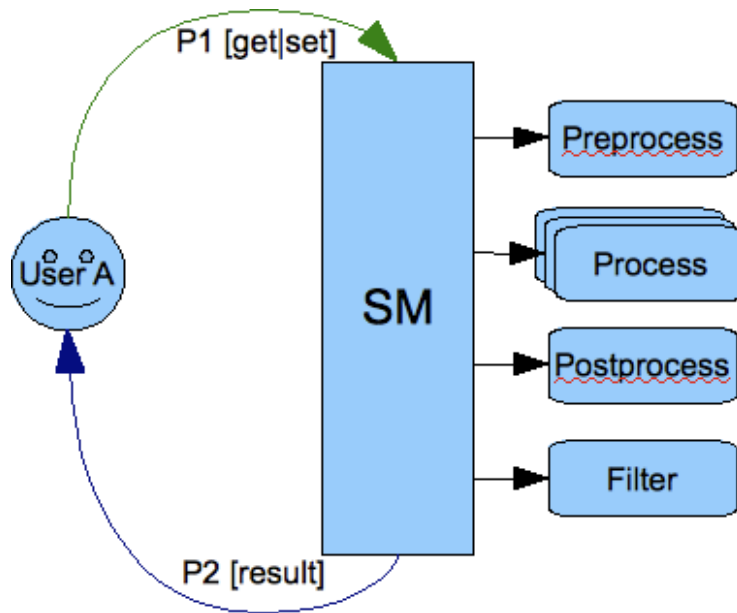 P1 [get|set]
Preprocess
Process
User A
SM
Postprocess
Filter
P2 [result]